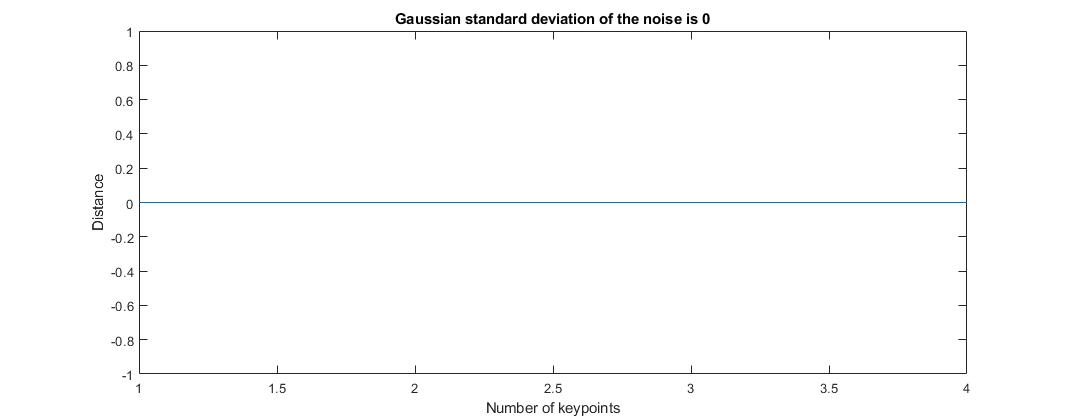 Gaussian standard deviation of the noise is 0
1
0.8
0.6
0.4
0.2
0
-0.2
-0.4
-0.6
-0.8
-1
Distance
1 1.5 2 2.5 3 3.5 4
Number of keypoints